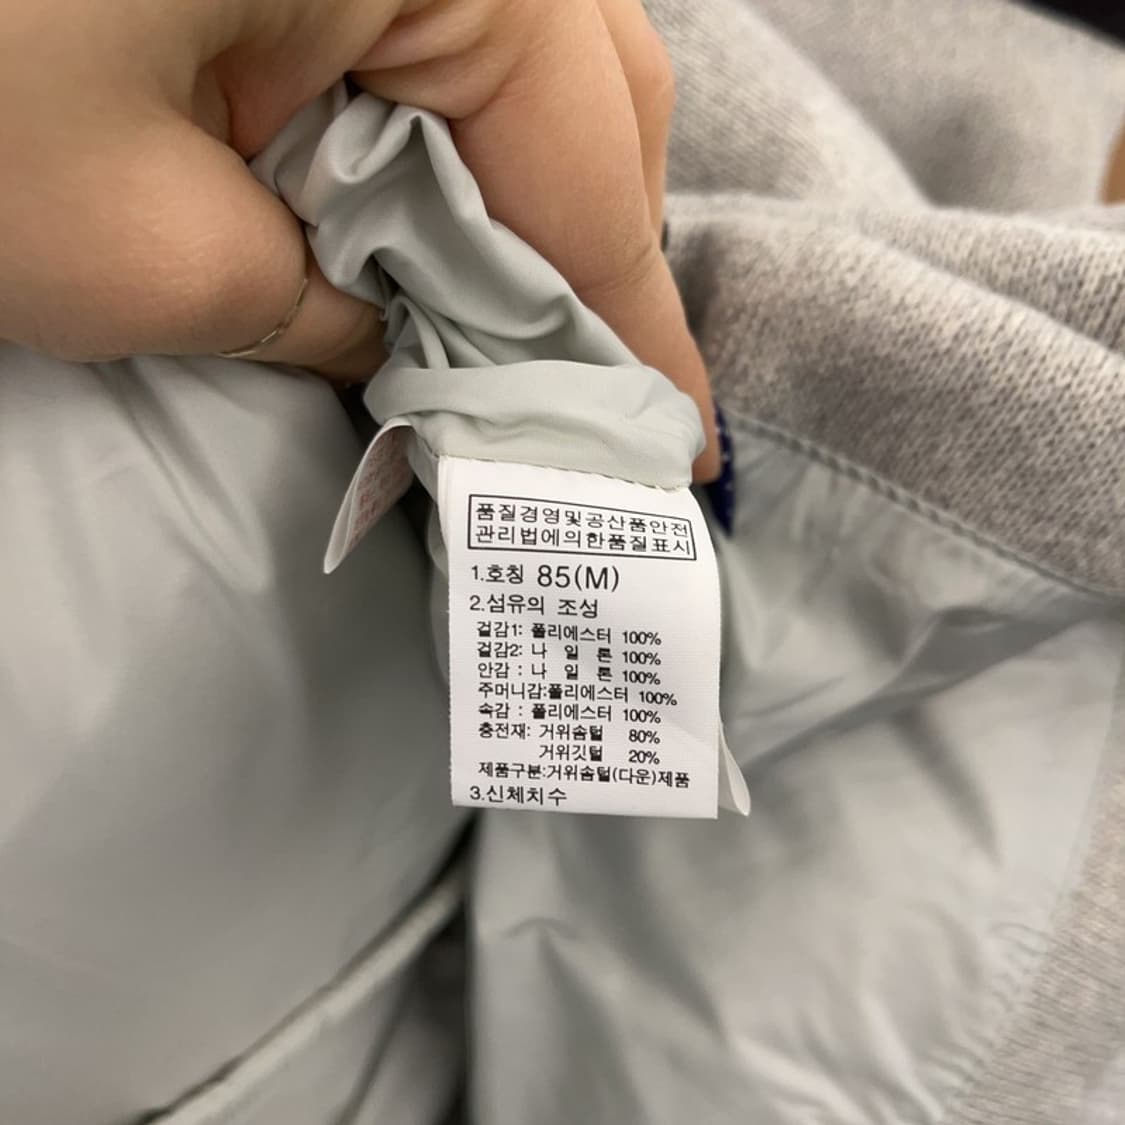 품질경영및공산품안전
관리법에의한품질표시
1.호칭 85(M)
2.섬유의 조성
겉감1: 폴리에스터 100%
겉감2: 나 일 론 100%
안감 : 나 일 론 100%
주머니감:폴리에스터 100%
속감 : 폴리에스터 100%
충전재: 거위솜털 80%
거위깃털 20%
제품구분:거위솜털(다운)제품
3.신체치수